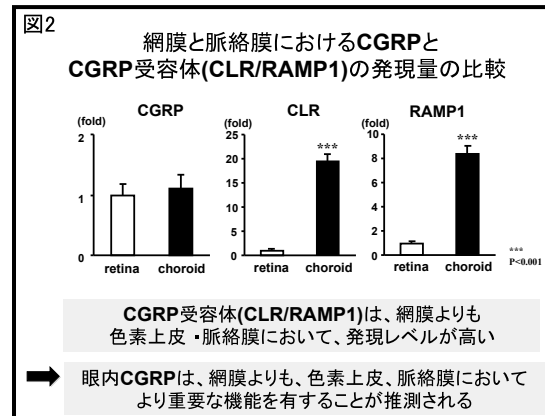 図2
網膜と脈絡膜におけるCGRPと
CGRP受容体(CLR/RAMP1)の発現量の比較
CGRP
CLR
RAMP1
(fold)
(fold)
(fold)
2
1
0
25
20
15
10
5
0
10
8
6
4
2
0
***
***
retina choroid
retina choroid
retina choroid
***
P<0.001
CGRP受容体(CLR/RAMP1)は、網膜よりも
色素上皮・脈絡膜において、発現レベルが高い
眼内CGRPは、網膜よりも、色素上皮、脈絡膜において
より重要な機能を有することが推測される